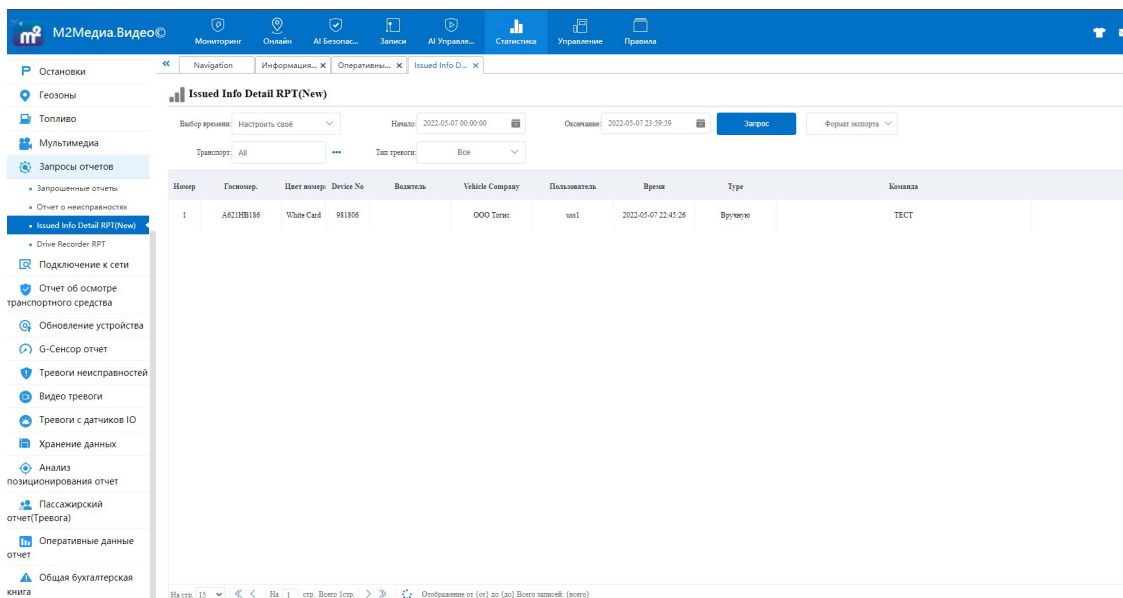 m²
М2Медиа.Видео©
Мониторинг
Онлайн
AI Безопас...
Записи
AI Управле...
Статистика
Управление
Правила
Navigation
Информация...
Оперативны...
Issued Info D...
Остановки
Геозоны
Топливо
Мультимедиа
Запросы отчетов
Запрошенные отчеты
Отчет о неисправностях
Issued Info Detail RPT(New)
Drive Recorder RPT
Подключение к сети
Отчет об осмотре
транспортного средства
Обновление устройства
G-Сенсор отчет
Тревоги неисправностей
Видео тревоги
Тревоги с датчиков IO
Хранение данных
Анализ
позиционирования отчет
Пассажирский
отчет(Тревога)
Оперативные данные
отчет
Общая бухгалтерская
книга
Issued Info Detail RPT(New)
Выбор времени: Настроить своё
Начало: 2022-05-07 00:00:00
Окончание: 2022-05-07 23:59:59
Запрос
Формат экспорта
Транспорт: All
Тип тревоги: Все
Номер Госномер. Цвет номера Device No Водитель Vehicle Company Пользователь Время Type Команда
1 А621НВ186 White Card 981806 ООО Торис uss1 2022-05-07 22:45:26 Вручную ТЕСТ
На стр. 15 На 1 стр. Всего 1стр. Отображение от {от} до {до} Всего записей: {всего}